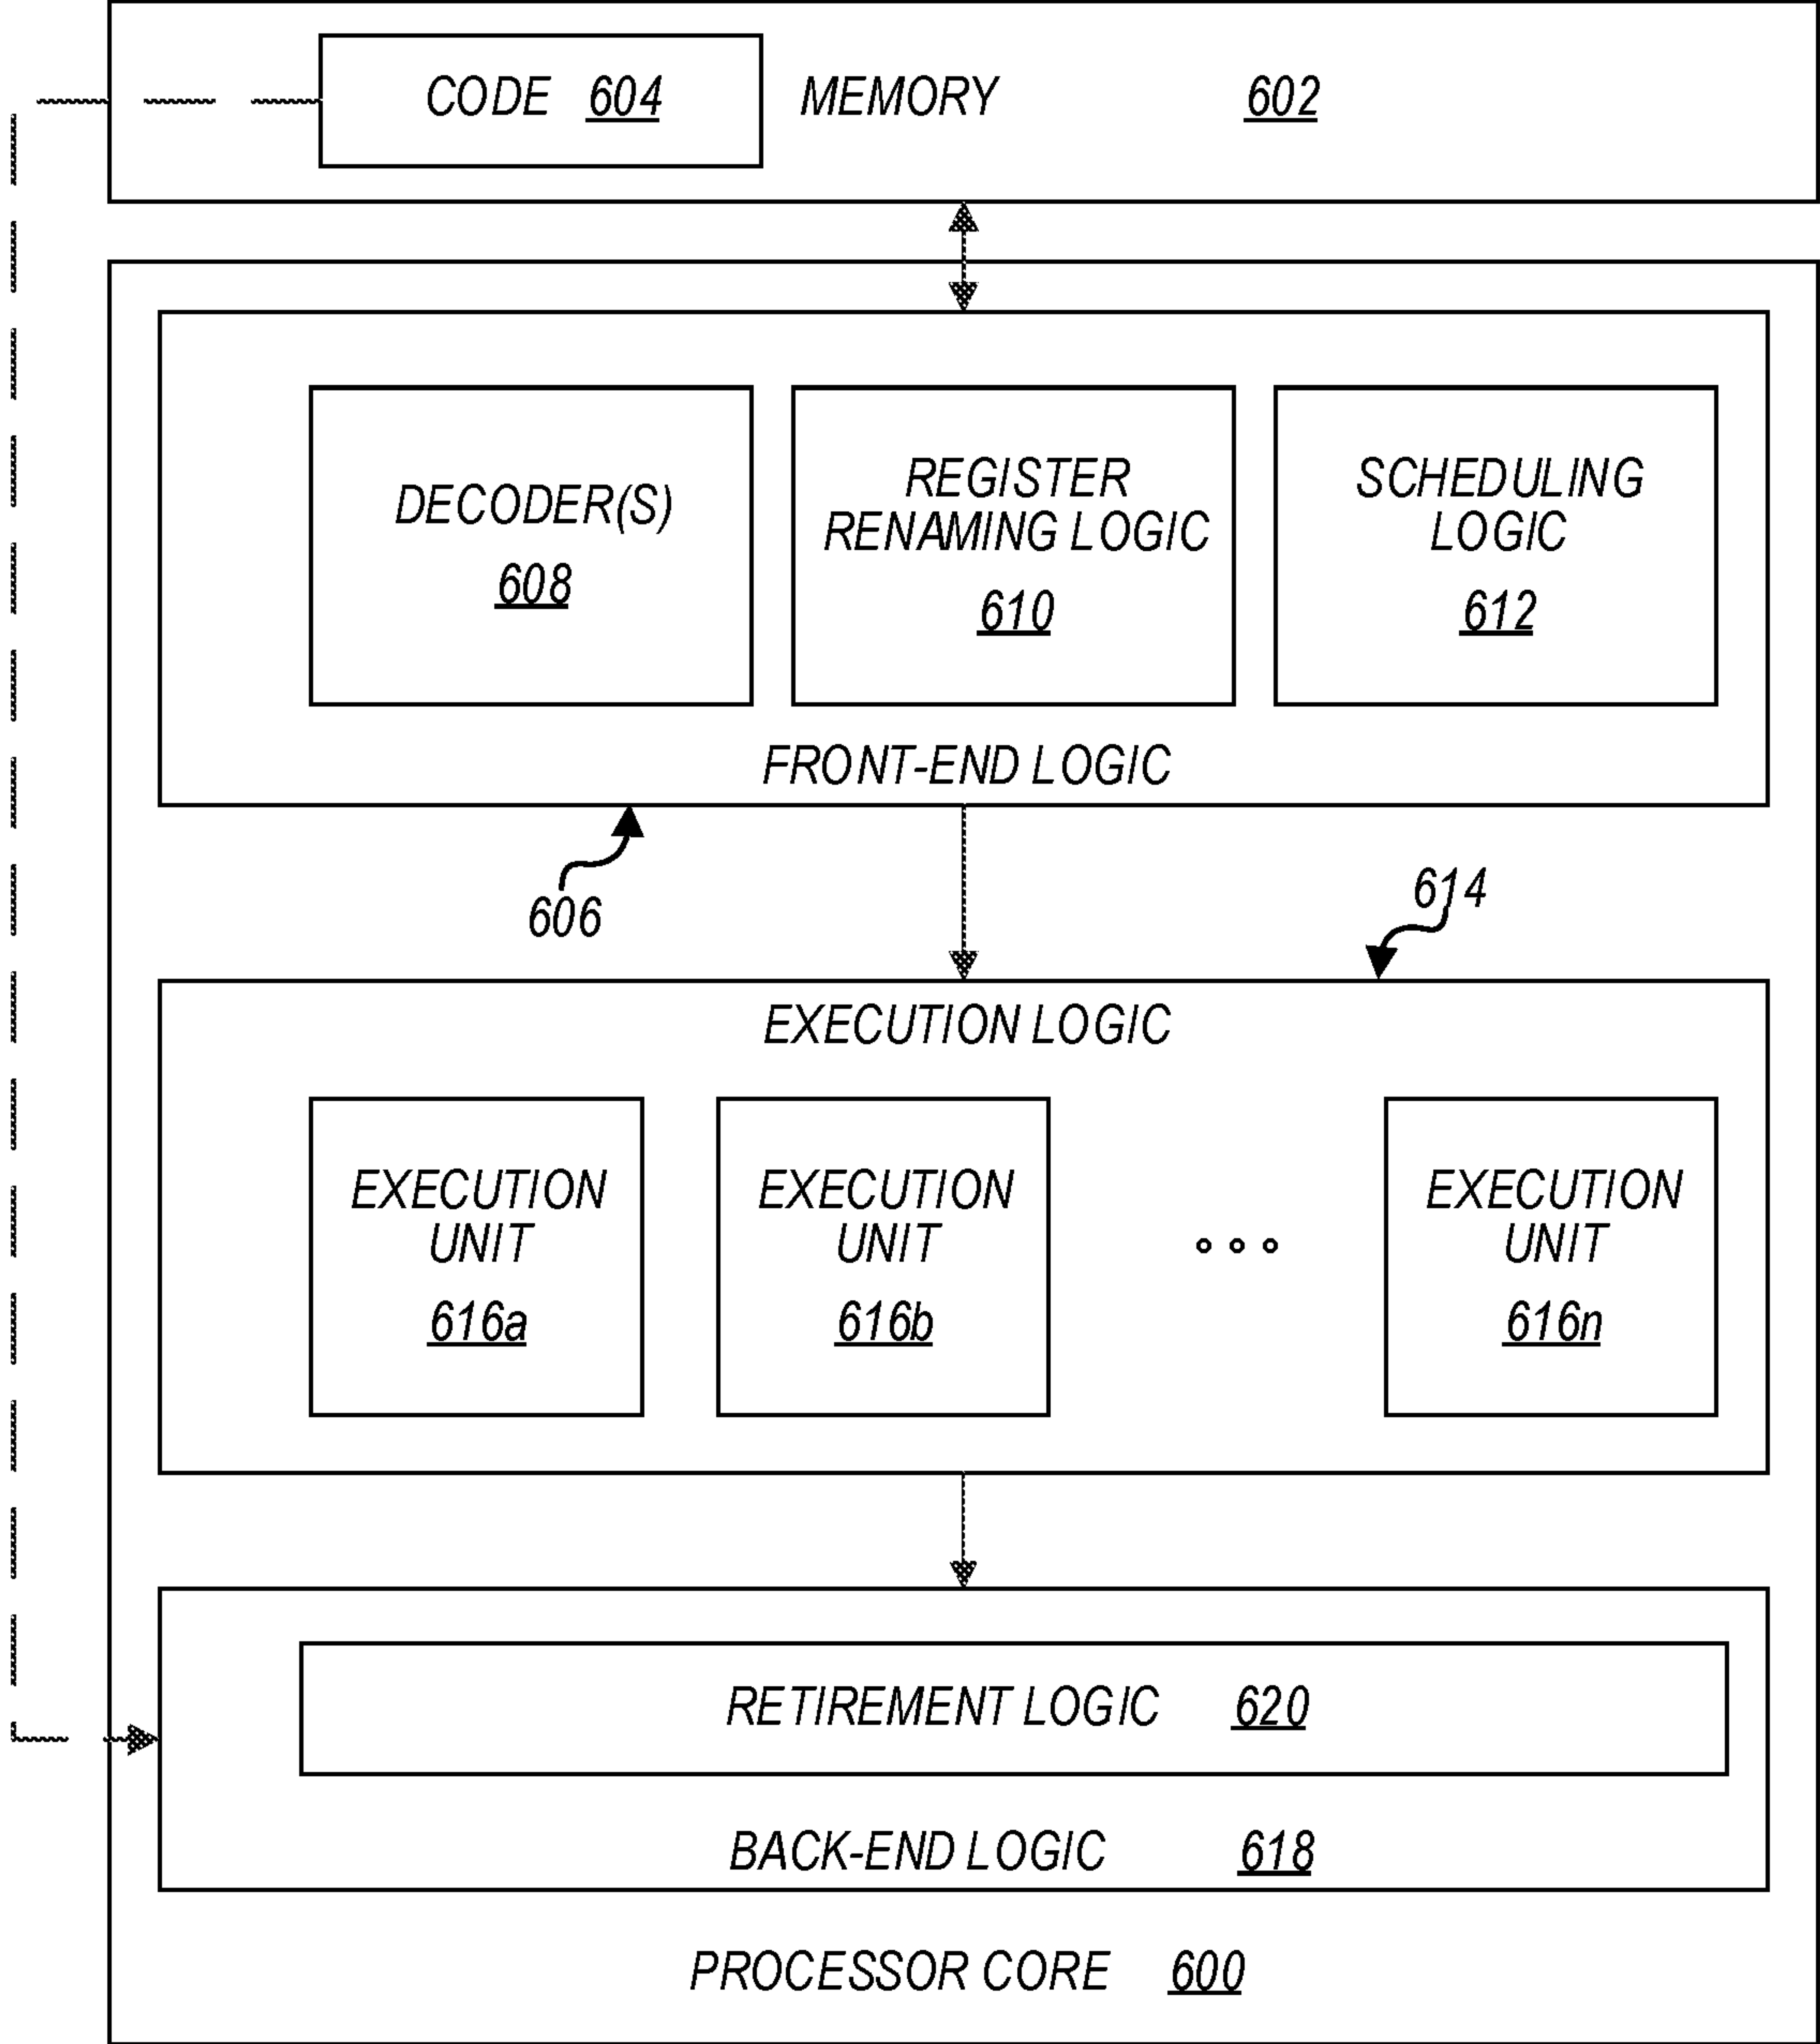 CODE 604 MEMORY 602
DECODER(S)
608
REGISTER
RENAMING LOGIC
610
SCHEDULING
LOGIC
612
FRONT-END LOGIC
606
614
EXECUTION LOGIC
EXECUTION
UNIT
616a
EXECUTION
UNIT
616b
EXECUTION
UNIT
616n
RETIREMENT LOGIC 620
BACK-END LOGIC 618
PROCESSOR CORE 600